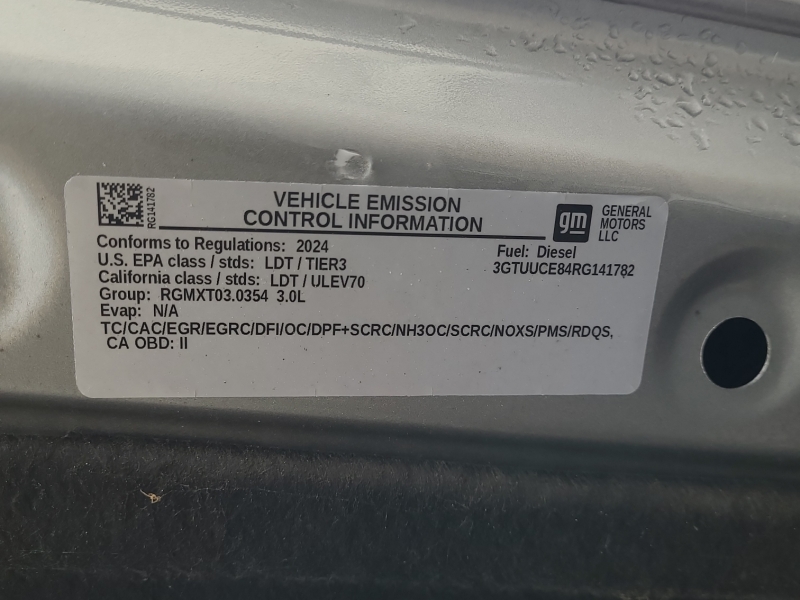 RG141782
VEHICLE EMISSION
CONTROL INFORMATION
gm
GENERAL
MOTORS
LLC
Conforms to Regulations: 2024
Fuel: Diesel
U.S. EPA class / stds: LDT / TIER3
3GTUUCE84RG141782
California class / stds: LDT / ULEV70
Group: RGMXT03.0354 3.0L
Evap: N/A
TC/CAC/EGR/EGRC/DFI/OC/DPF+SCRC/NH3OC/SCRC/NOXS/PMS/RDQS,
CA OBD: II